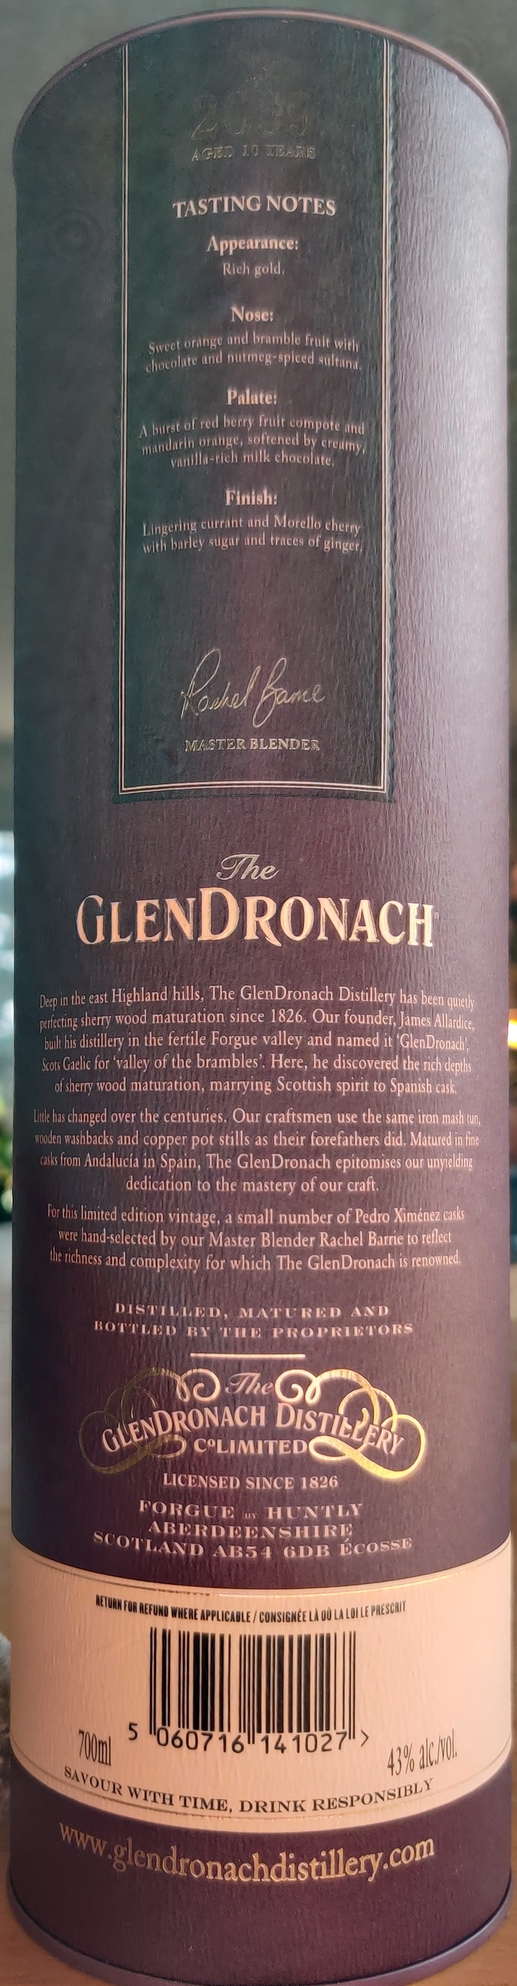 AGED 10 YEARS
TASTING NOTES
Appearance:
Rich gold.
Nose:
Sweet orange and bramble fruit with
chocolate and nutmeg-spiced sultana.
Palate:
A burst of red berry fruit compote and
mandarin orange, softened by creamy,
vanilla-rich milk chocolate.
Finish:
Lingering currant and Morello cherry
with barley sugar and traces of ginger.
Rachel Barrie
MASTER BLENDER
The
GLENDRONACH
Deep in the east Highland hills, The GlenDronach Distillery has been quietly
perfecting sherry wood maturation since 1826. Our founder, James Allardice,
built his distillery in the fertile Forgue valley and named it ‘GlenDronach’,
Scots Gaelic for ‘valley of the brambles’. Here, he discovered the rich depths
of sherry wood maturation, marrying Scottish spirit to Spanish cask.
Little has changed over the centuries. Our craftsmen use the same iron mash tun,
wooden washbacks and copper pot stills as their forefathers did. Matured in fine
casks from Andalucía in Spain, The GlenDronach epitomises our unyielding
dedication to the mastery of our craft.
For this limited edition vintage, a small number of Pedro Ximénez casks
were hand-selected by our Master Blender Rachel Barrie to reflect
the richness and complexity for which The GlenDronach is renowned.
DISTILLED, MATURED AND
BOTTLED BY THE PROPRIETORS
The
GLENDRONACH DISTILLERY
Cº LIMITED
LICENSED SINCE 1826
FORGUE BY HUNTLY
ABERDEENSHIRE
SCOTLAND AB54 6DB ÉCOSSE
RETURN FOR REFUND WHERE APPLICABLE / CONSIGNÉE LÀ OÙ LA LOI LE PRESCRIT
5 060716 141027 >
700ml
43% alc./vol.
SAVOUR WITH TIME, DRINK RESPONSIBLY
www.glendronachdistillery.com